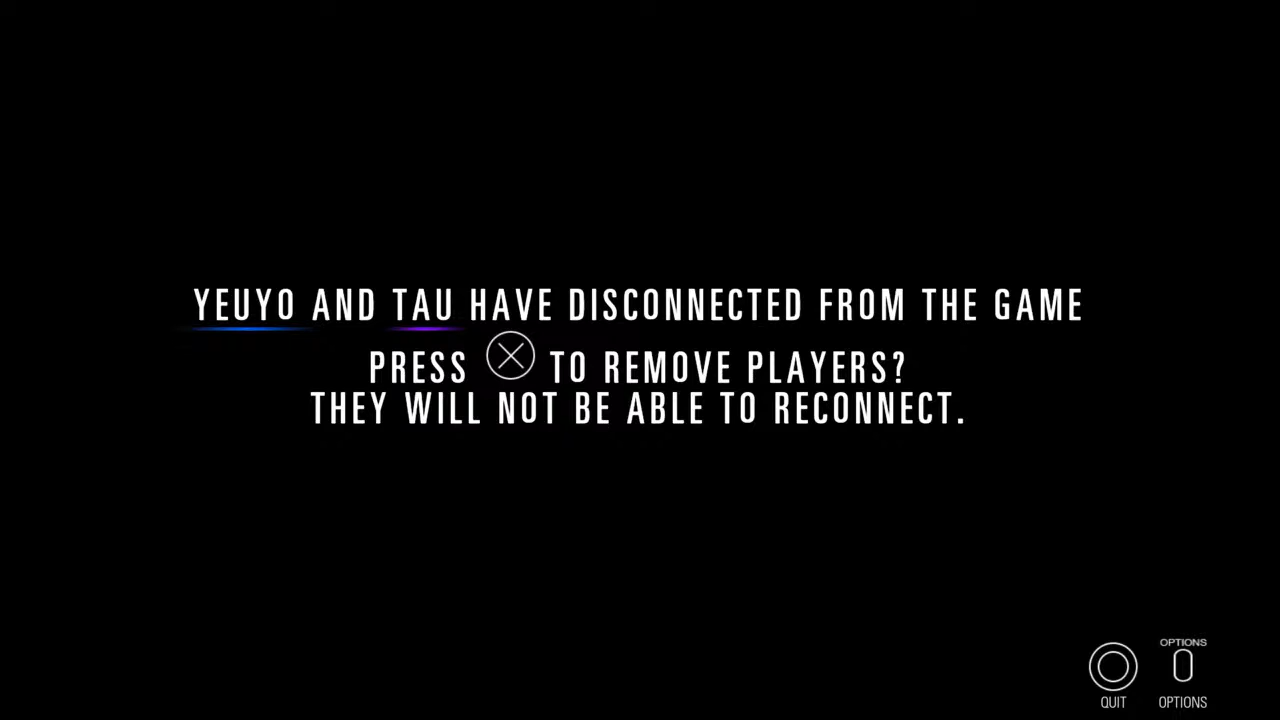 YEUYO AND TAU HAVE DISCONNECTED FROM THE GAME
PRESS TO REMOVE PLAYERS?
THEY WILL NOT BE ABLE TO RECONNECT.
OPTIONS
QUIT OPTIONS